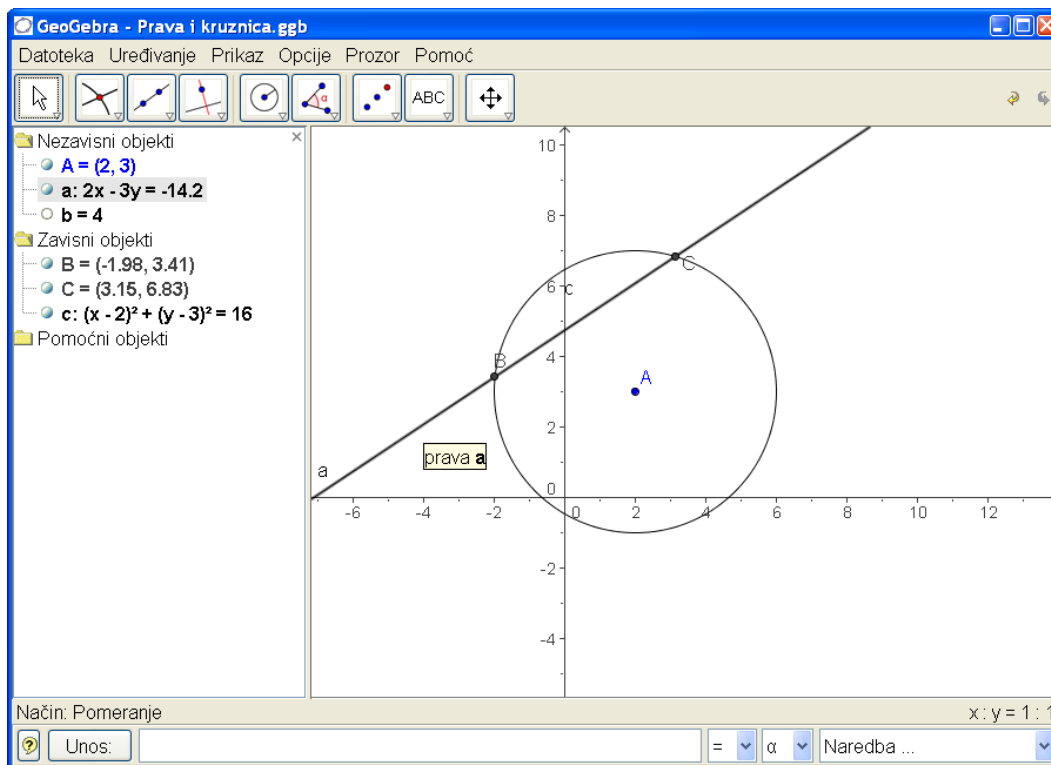 GeoGebra - Prava i kruznica.ggb
Datoteka Uređivanje Prikaz Opcije Prozor Pomoć
ABC
Nezavisni objekti
A = (2, 3)
a: 2x - 3y = -14.2
b = 4
Zavisni objekti
B = (-1.98, 3.41)
C = (3.15, 6.83)
c: (x - 2)² + (y - 3)² = 16
Pomoćni objekti
10
8
6
4
2
0
-2
-4
-6 -4 -2 0 2 4 6 8 10 12
C
c
B
A
prava a
a
Način: Pomeranje
x : y = 1 : 1
Unos:
= α Naredba ...